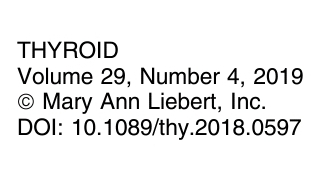 THYROID
Volume 29, Number 4, 2019
© Mary Ann Liebert, Inc.
DOI: 10.1089/thy.2018.0597